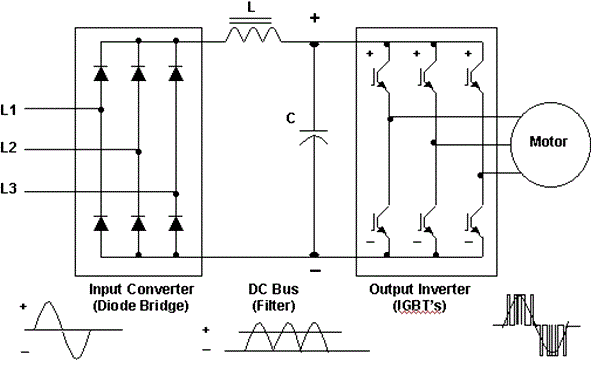 L
+
+ + +
L1
C
L2
Motor
L3
– – –
–
Input Converter
(Diode Bridge)
DC Bus
(Filter)
Output Inverter
(IGBT's)
+
–
+
–